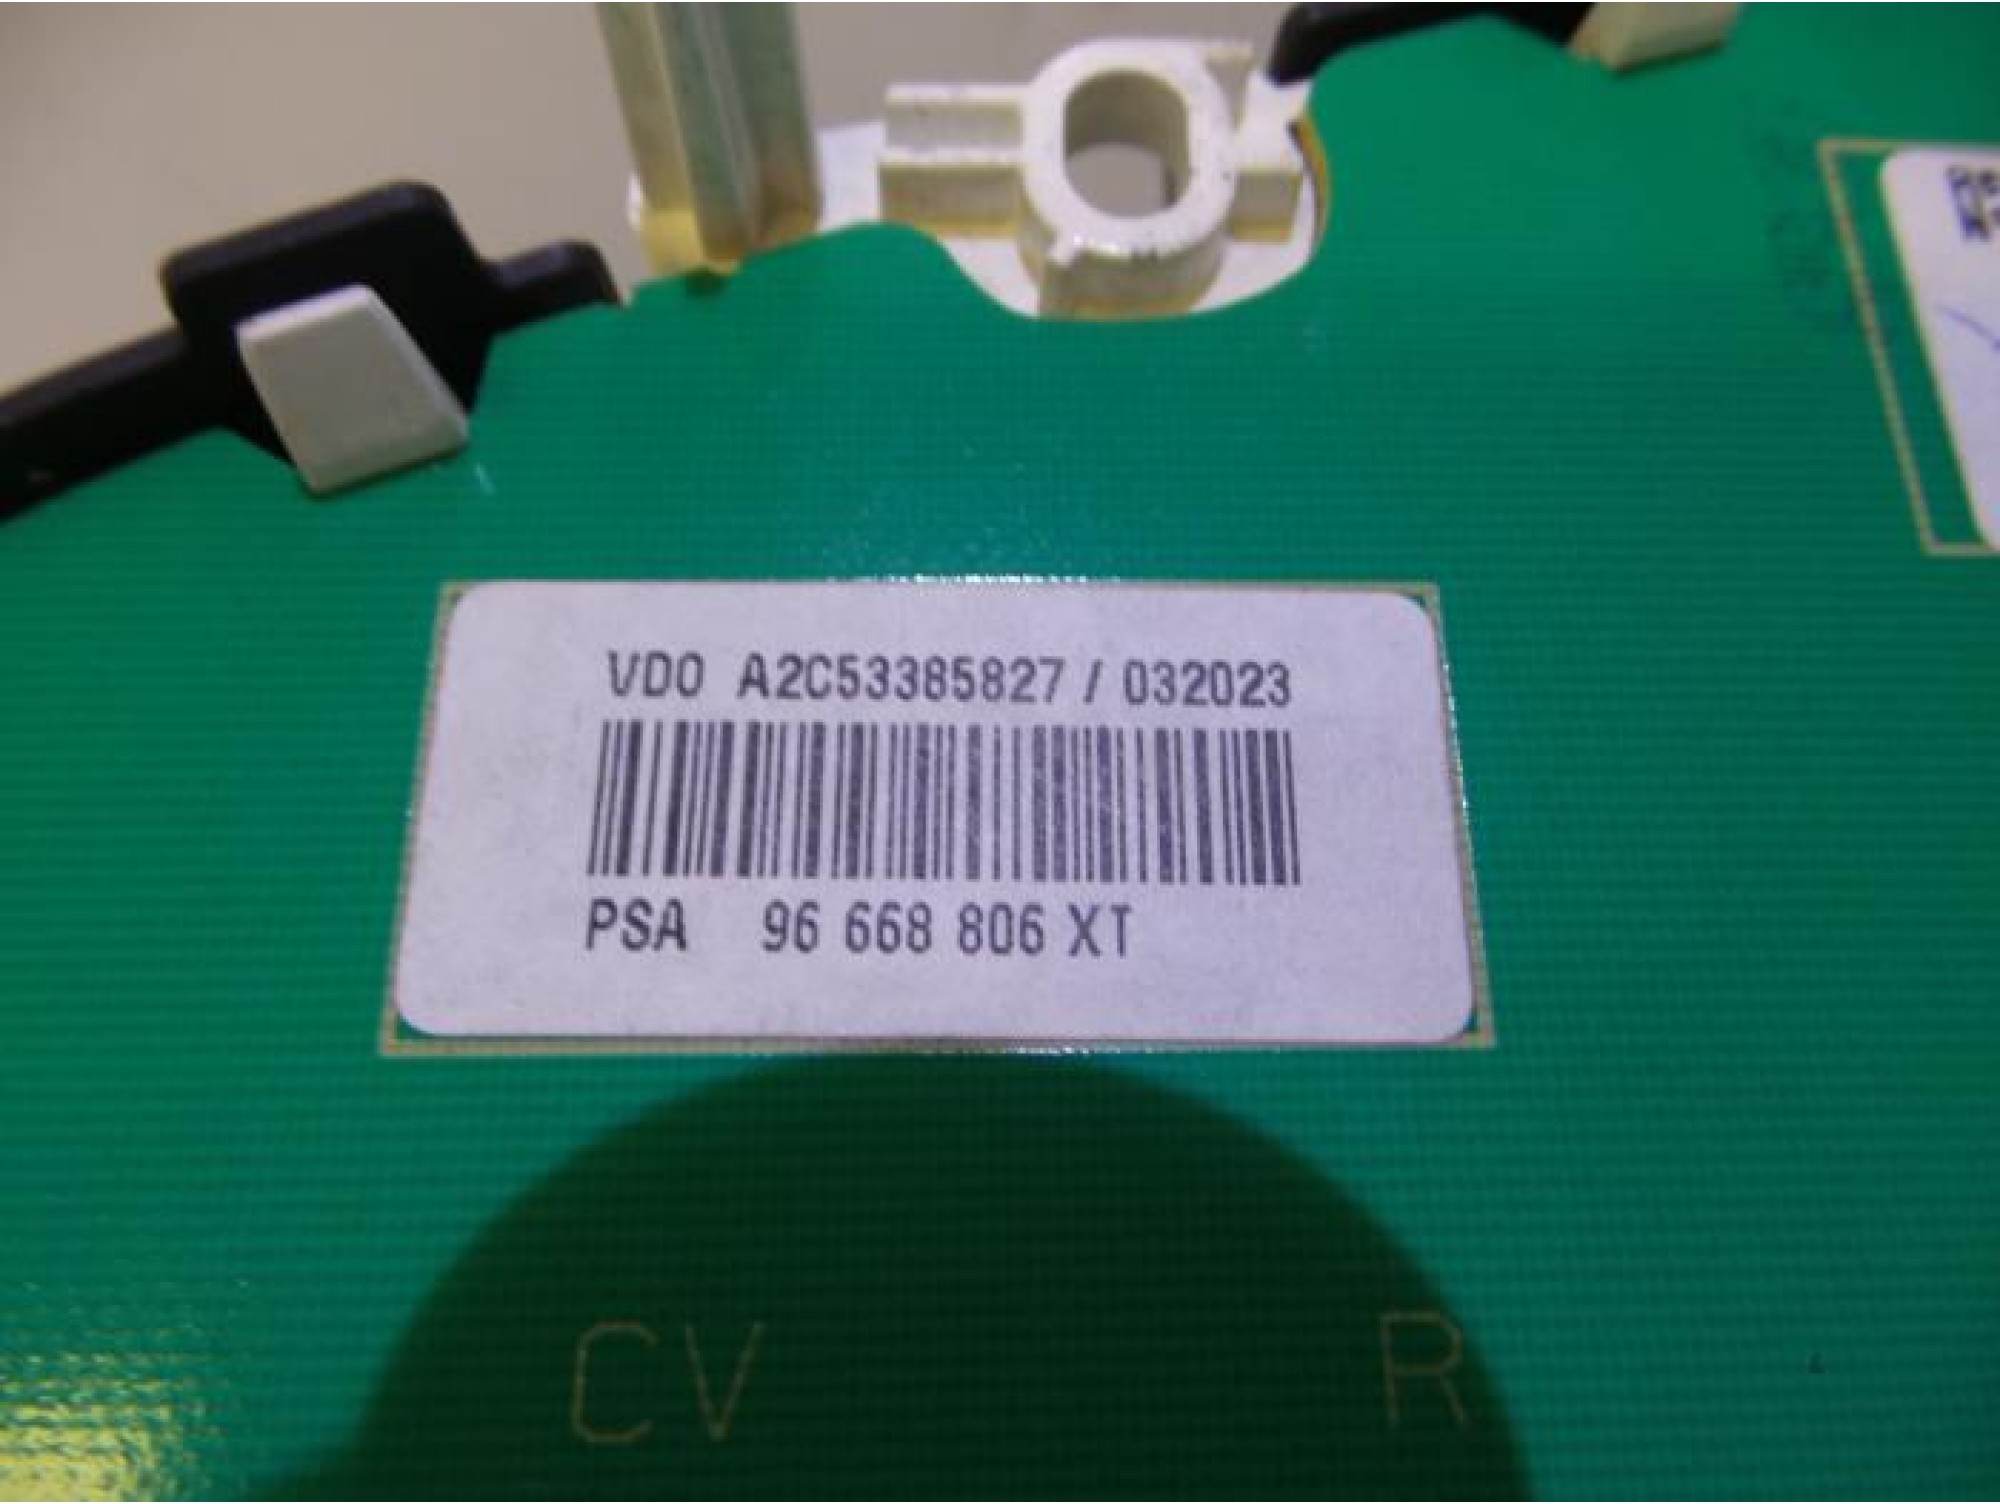 VDO A2C53385827 / 032023
PSA 96 668 806 XT
CV R